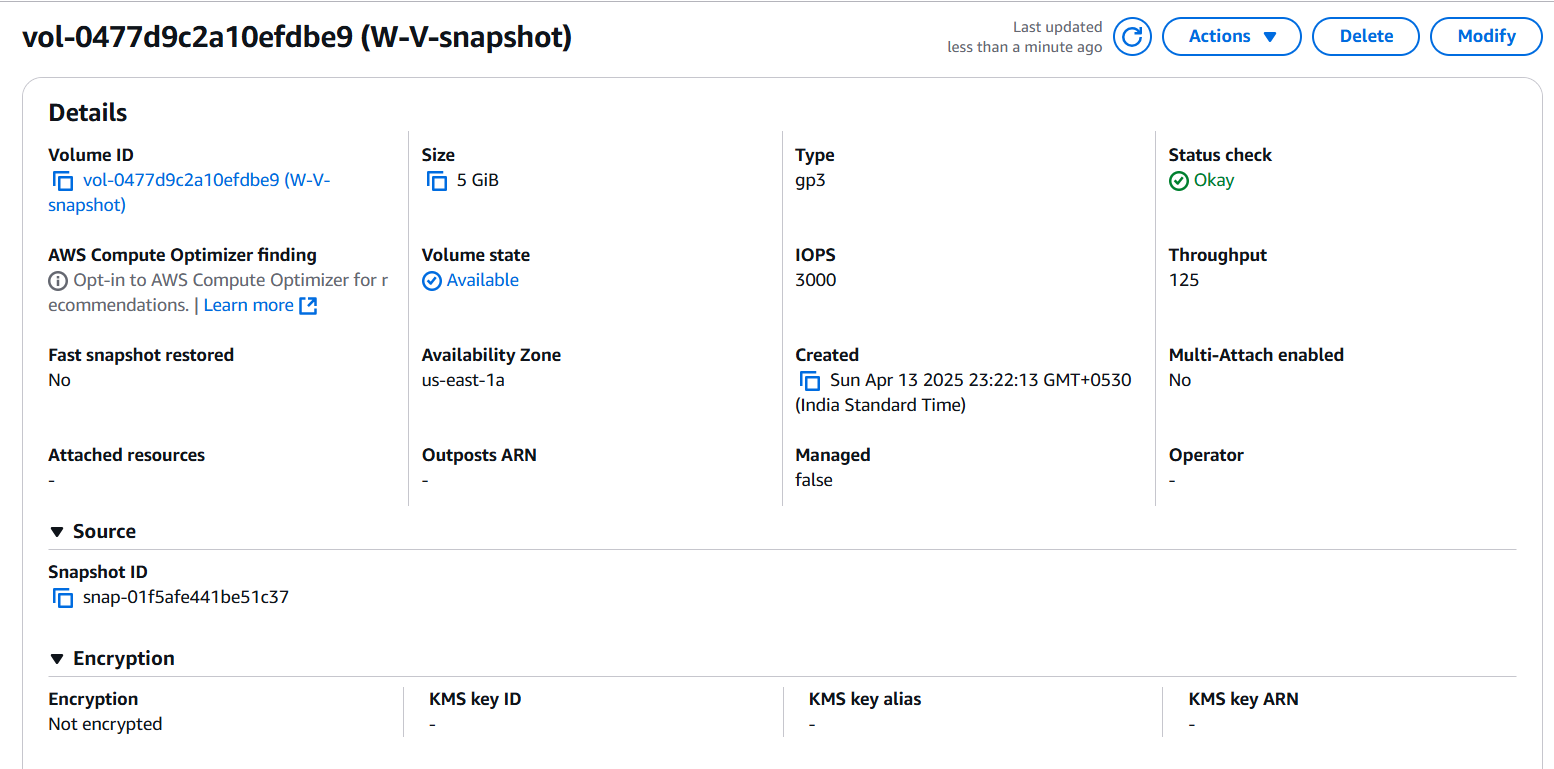 vol-0477d9c2a10efdbe9 (W-V-snapshot)
Last updated
less than a minute ago
Actions
Delete
Modify
Details
Volume ID
vol-0477d9c2a10efdbe9 (W-V-
snapshot)
Size
5 GiB
Type
gp3
Status check
Okay
AWS Compute Optimizer finding
Opt-in to AWS Compute Optimizer for r
ecommendations. | Learn more
Volume state
Available
IOPS
3000
Throughput
125
Fast snapshot restored
No
Availability Zone
us-east-1a
Created
Sun Apr 13 2025 23:22:13 GMT+0530
(India Standard Time)
Multi-Attach enabled
No
Attached resources
-
Outposts ARN
-
Managed
false
Operator
-
Source
Snapshot ID
snap-01f5afe441be51c37
Encryption
Encryption
Not encrypted
KMS key ID
-
KMS key alias
-
KMS key ARN
-